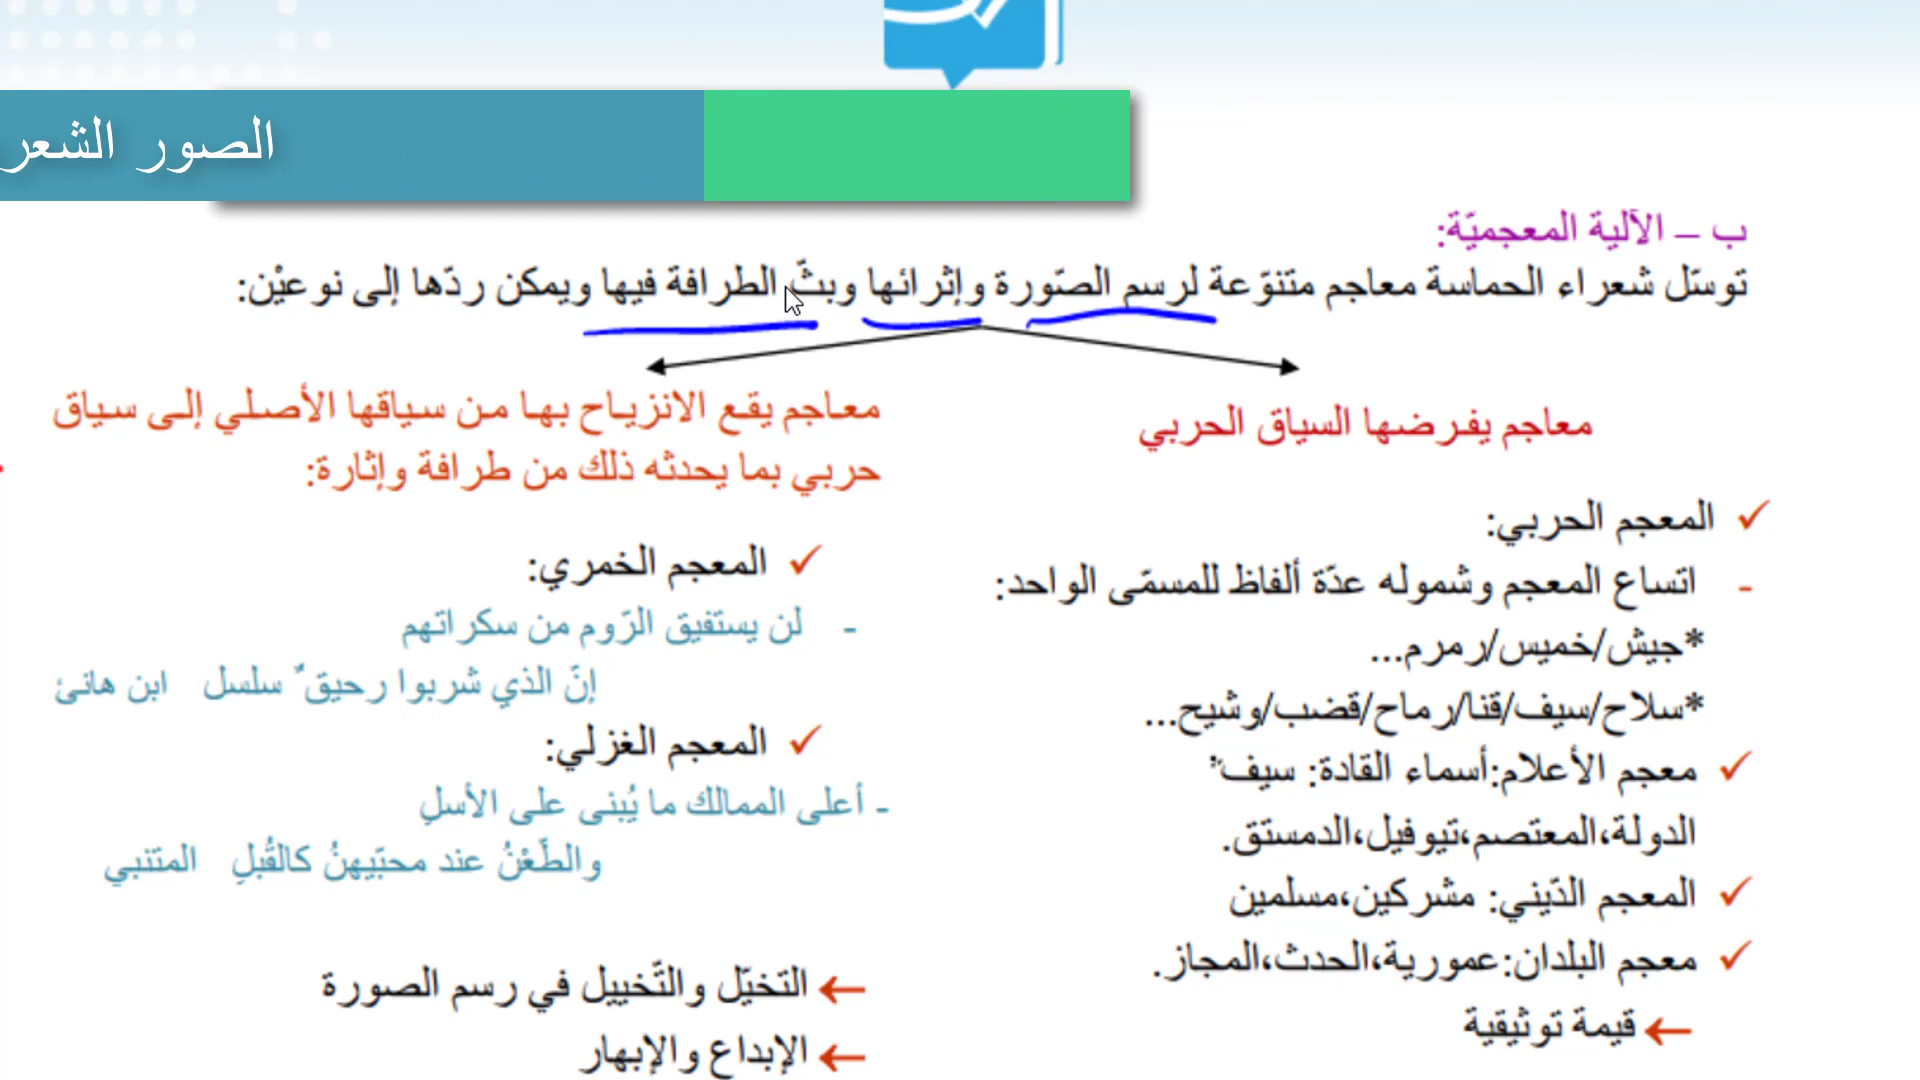 الصور الشعر
ب – الآلية المعجميّة:
توسّل شعراء الحماسة معاجم متنوّعة لرسم الصّورة وإثرائها وبثّ الطرافة فيها ويمكن ردّها إلى نوعيْن:
معاجم يفرضها السياق الحربي
✓ المعجم الحربي:
- اتساع المعجم وشموله عدّة ألفاظ للمسمّى الواحد:
*جيش/خميس/رمرم...
*سلاح/سيف/قنا/رماح/قضب/وشيح...
✓ معجم الأعلام:أسماء القادة: سيف
الدولة،المعتصم،تيوفيل،الدمستق.
✓ المعجم الدّيني: مشركين،مسلمين
✓ معجم البلدان:عمورية،الحدث،المجاز.
← قيمة توثيقية
معاجم يقع الانزياح بها من سياقها الأصلي إلى سياق
حربي بما يحدثه ذلك من طرافة وإثارة:
✓ المعجم الخمري:
- لن يستفيق الرّوم من سكراتهم
إنّ الذي شربوا رحيقٌ سلسل ابن هانئ
✓ المعجم الغزلي:
- أعلى الممالك ما يُبنى على الأسلِ
والطّعْنُ عند محبّيهنُ كالقُبلِ المتنبي
← التخيّل والتّخييل في رسم الصورة
← الإبداع والإبهار